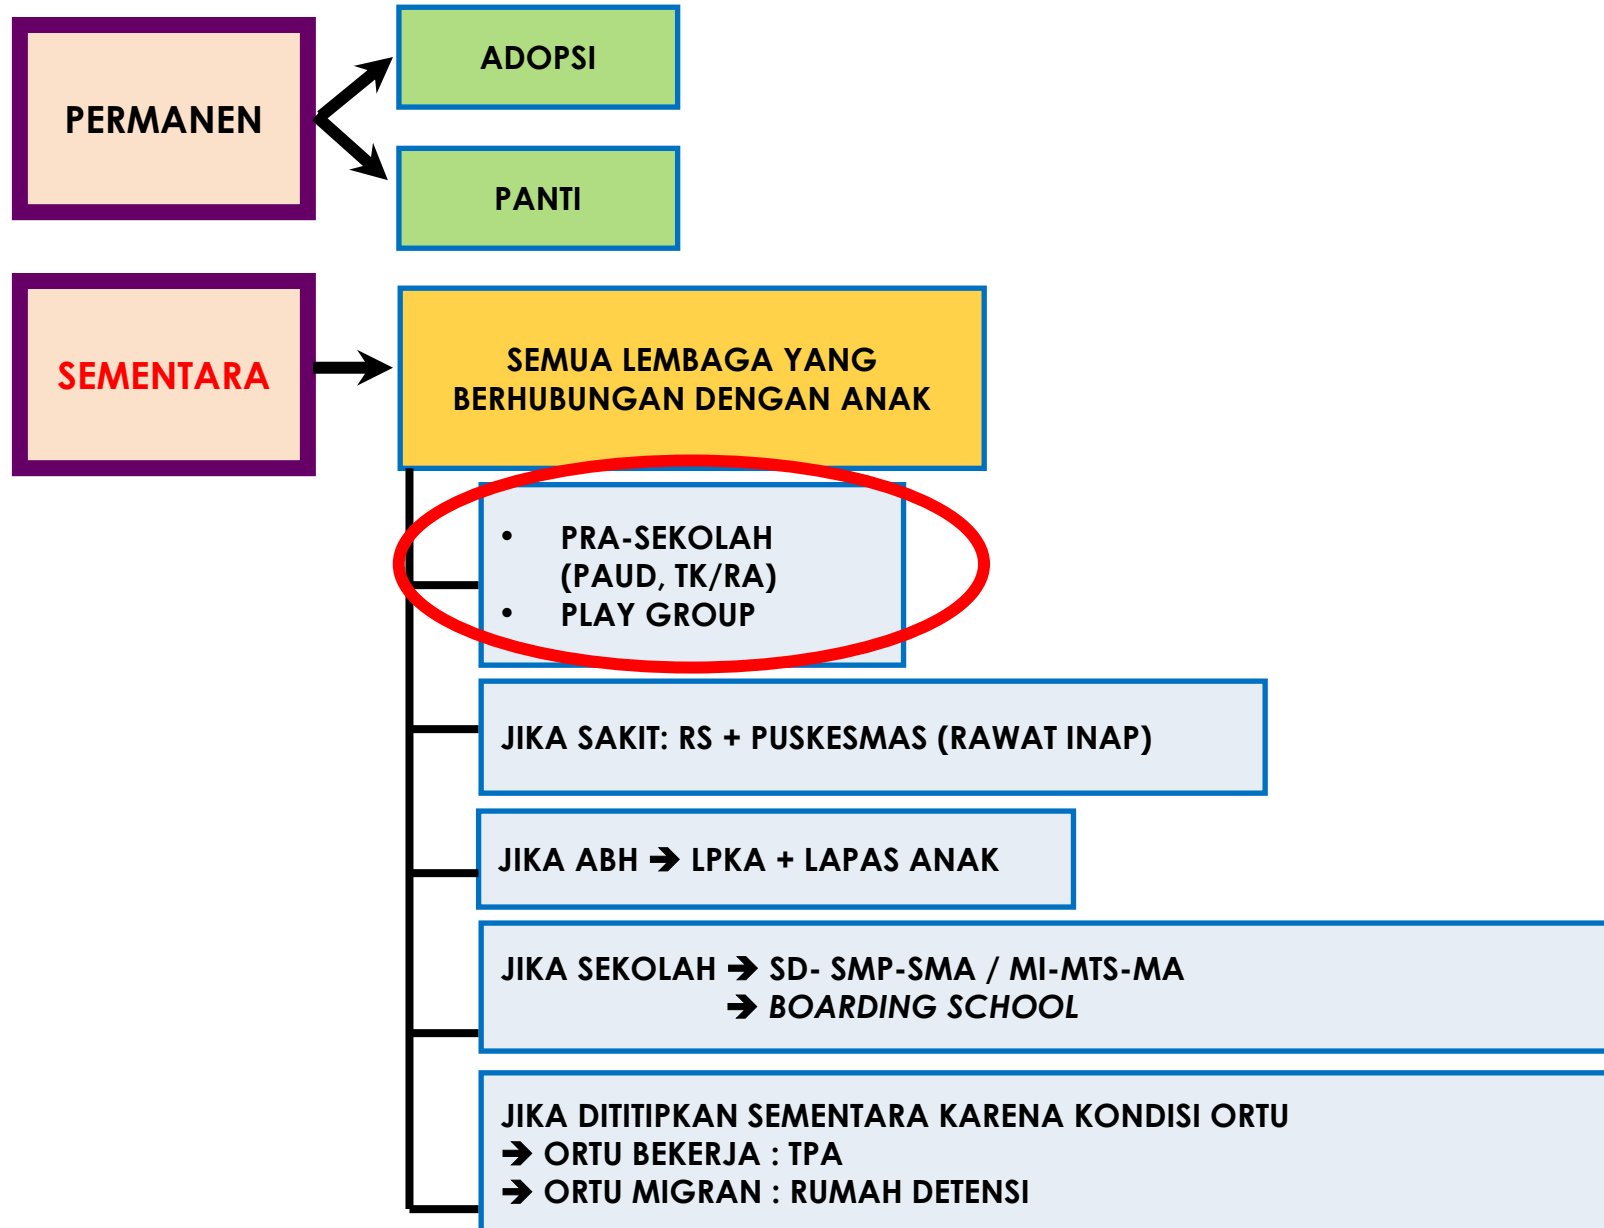 PERMANEN
ADOPSI
PANTI
SEMENTARA
SEMUA LEMBAGA YANG
BERHUBUNGAN DENGAN ANAK
• PRA-SEKOLAH
(PAUD, TK/RA)
• PLAY GROUP
JIKA SAKIT: RS + PUSKESMAS (RAWAT INAP)
JIKA ABH ➔ LPKA + LAPAS ANAK
JIKA SEKOLAH ➔ SD- SMP-SMA / MI-MTS-MA
➔ BOARDING SCHOOL
JIKA DITITIPKAN SEMENTARA KARENA KONDISI ORTU
➔ ORTU BEKERJA : TPA
➔ ORTU MIGRAN : RUMAH DETENSI